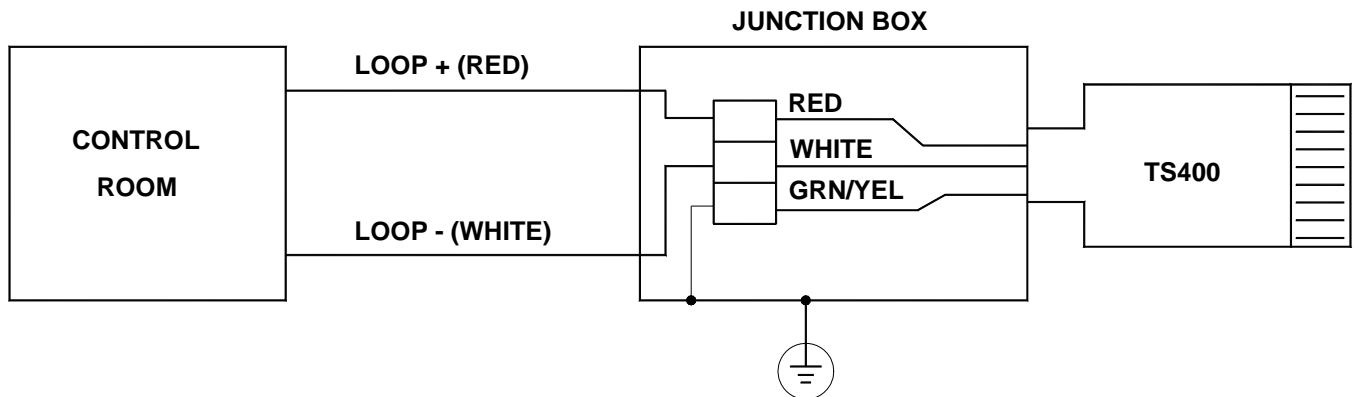 JUNCTION BOX
LOOP + (RED)
RED
CONTROL
ROOM
WHITE
TS400
GRN/YEL
LOOP - (WHITE)